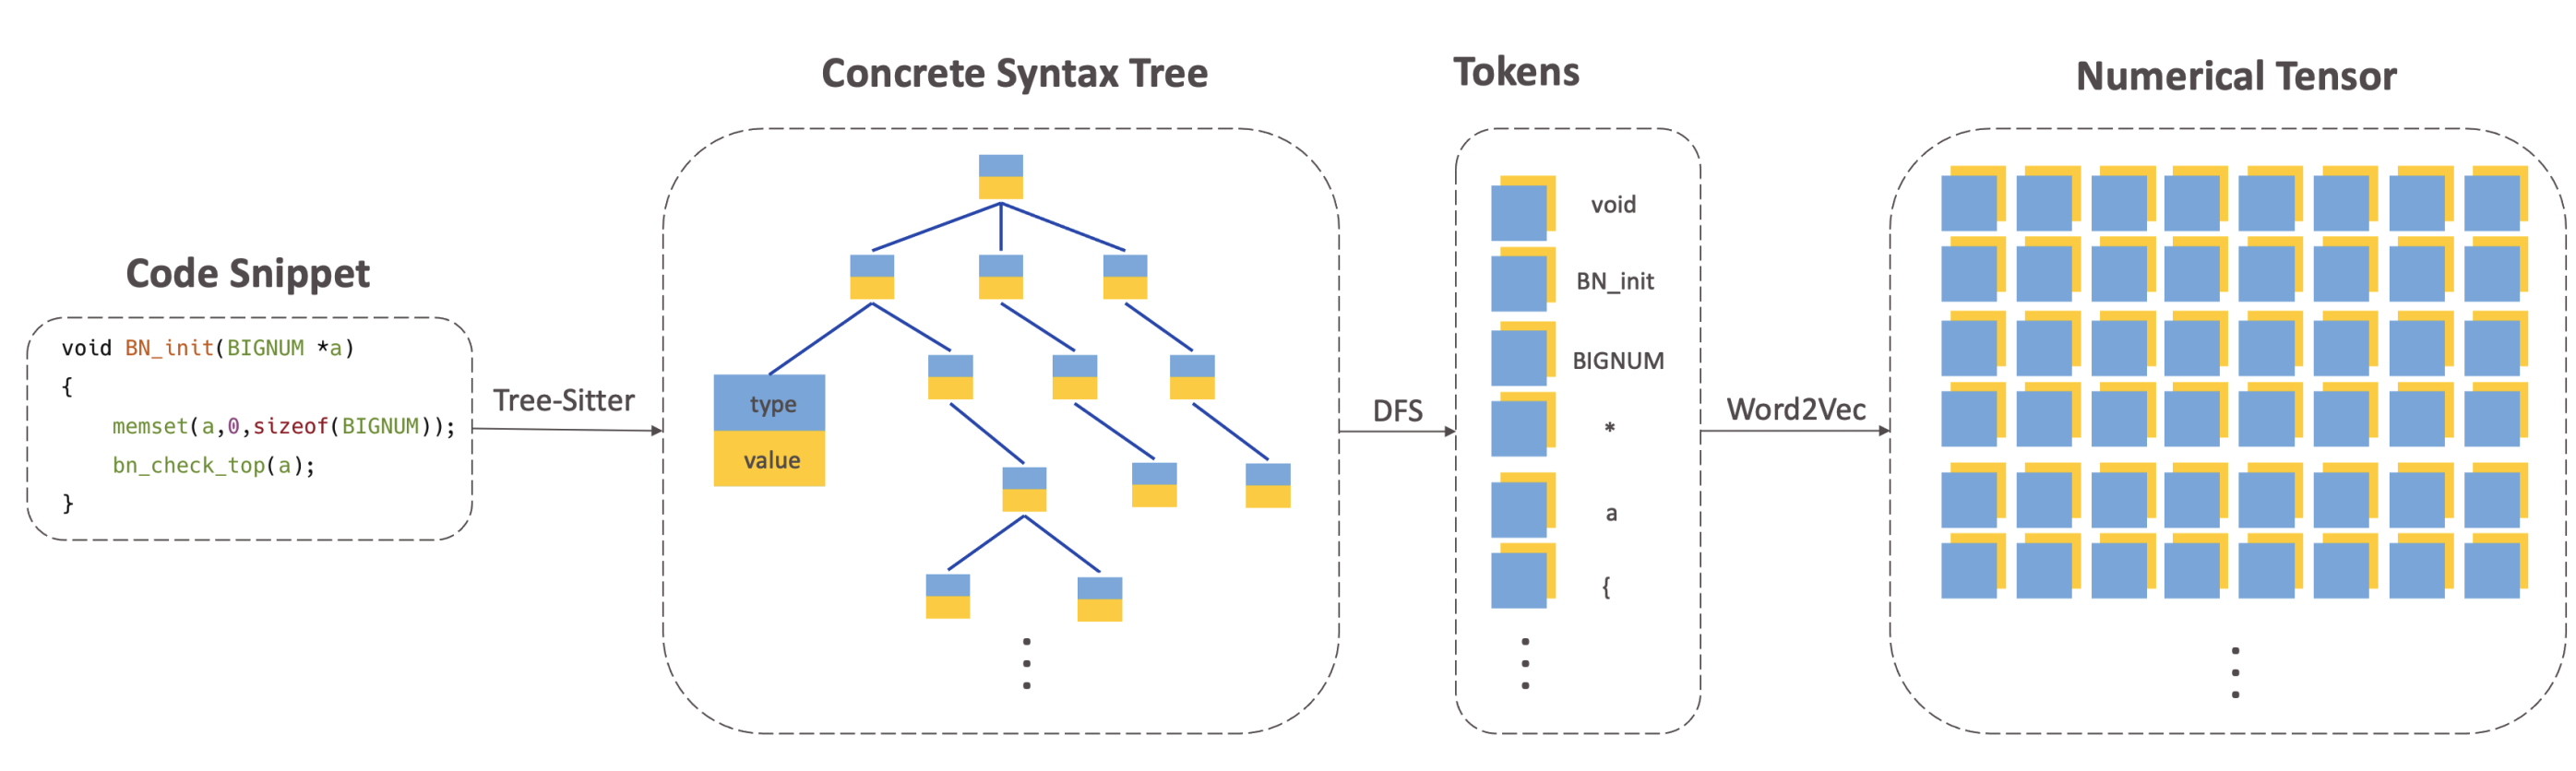 Code Snippet
void BN_init(BIGNUM *a)
{
memset(a,0,sizeof(BIGNUM));
bn_check_top(a);
}
Tree-Sitter
Concrete Syntax Tree
type
value
DFS
Tokens
void
BN_init
BIGNUM
*
a
{
Word2Vec
Numerical Tensor